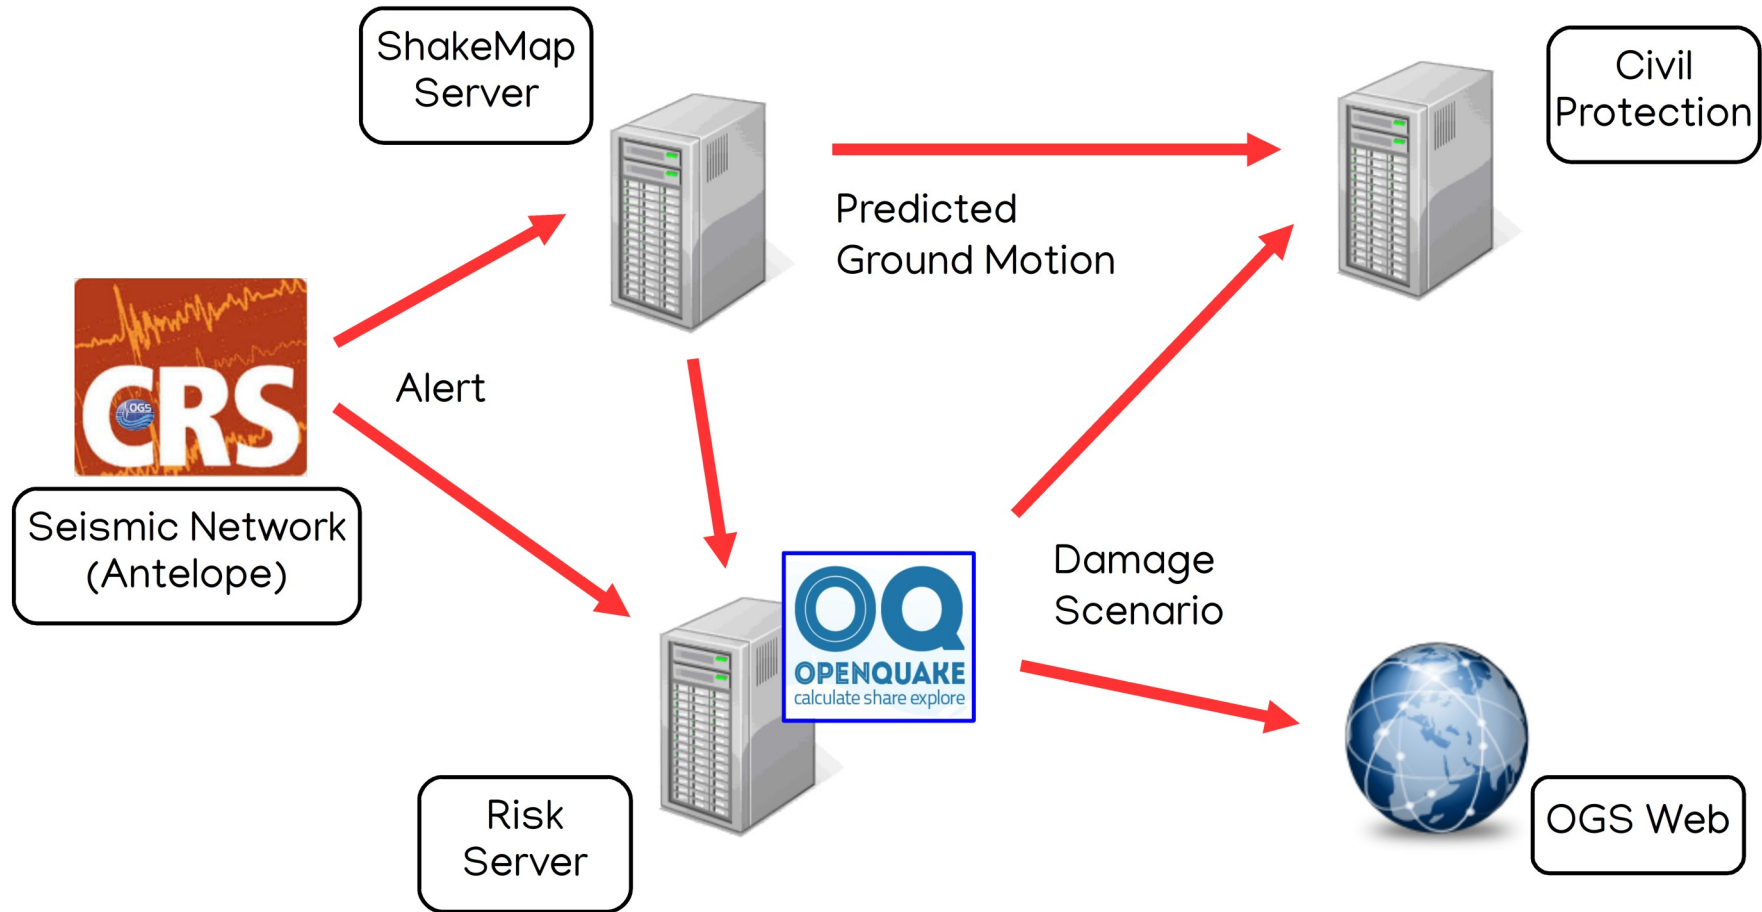 ShakeMap
Server
Civil
Protection
Predicted
Ground Motion
Alert
CRS
OGS
Seismic Network
(Antelope)
OQ
OPENQUAKE
calculate share explore
Damage
Scenario
Risk
Server
OGS Web